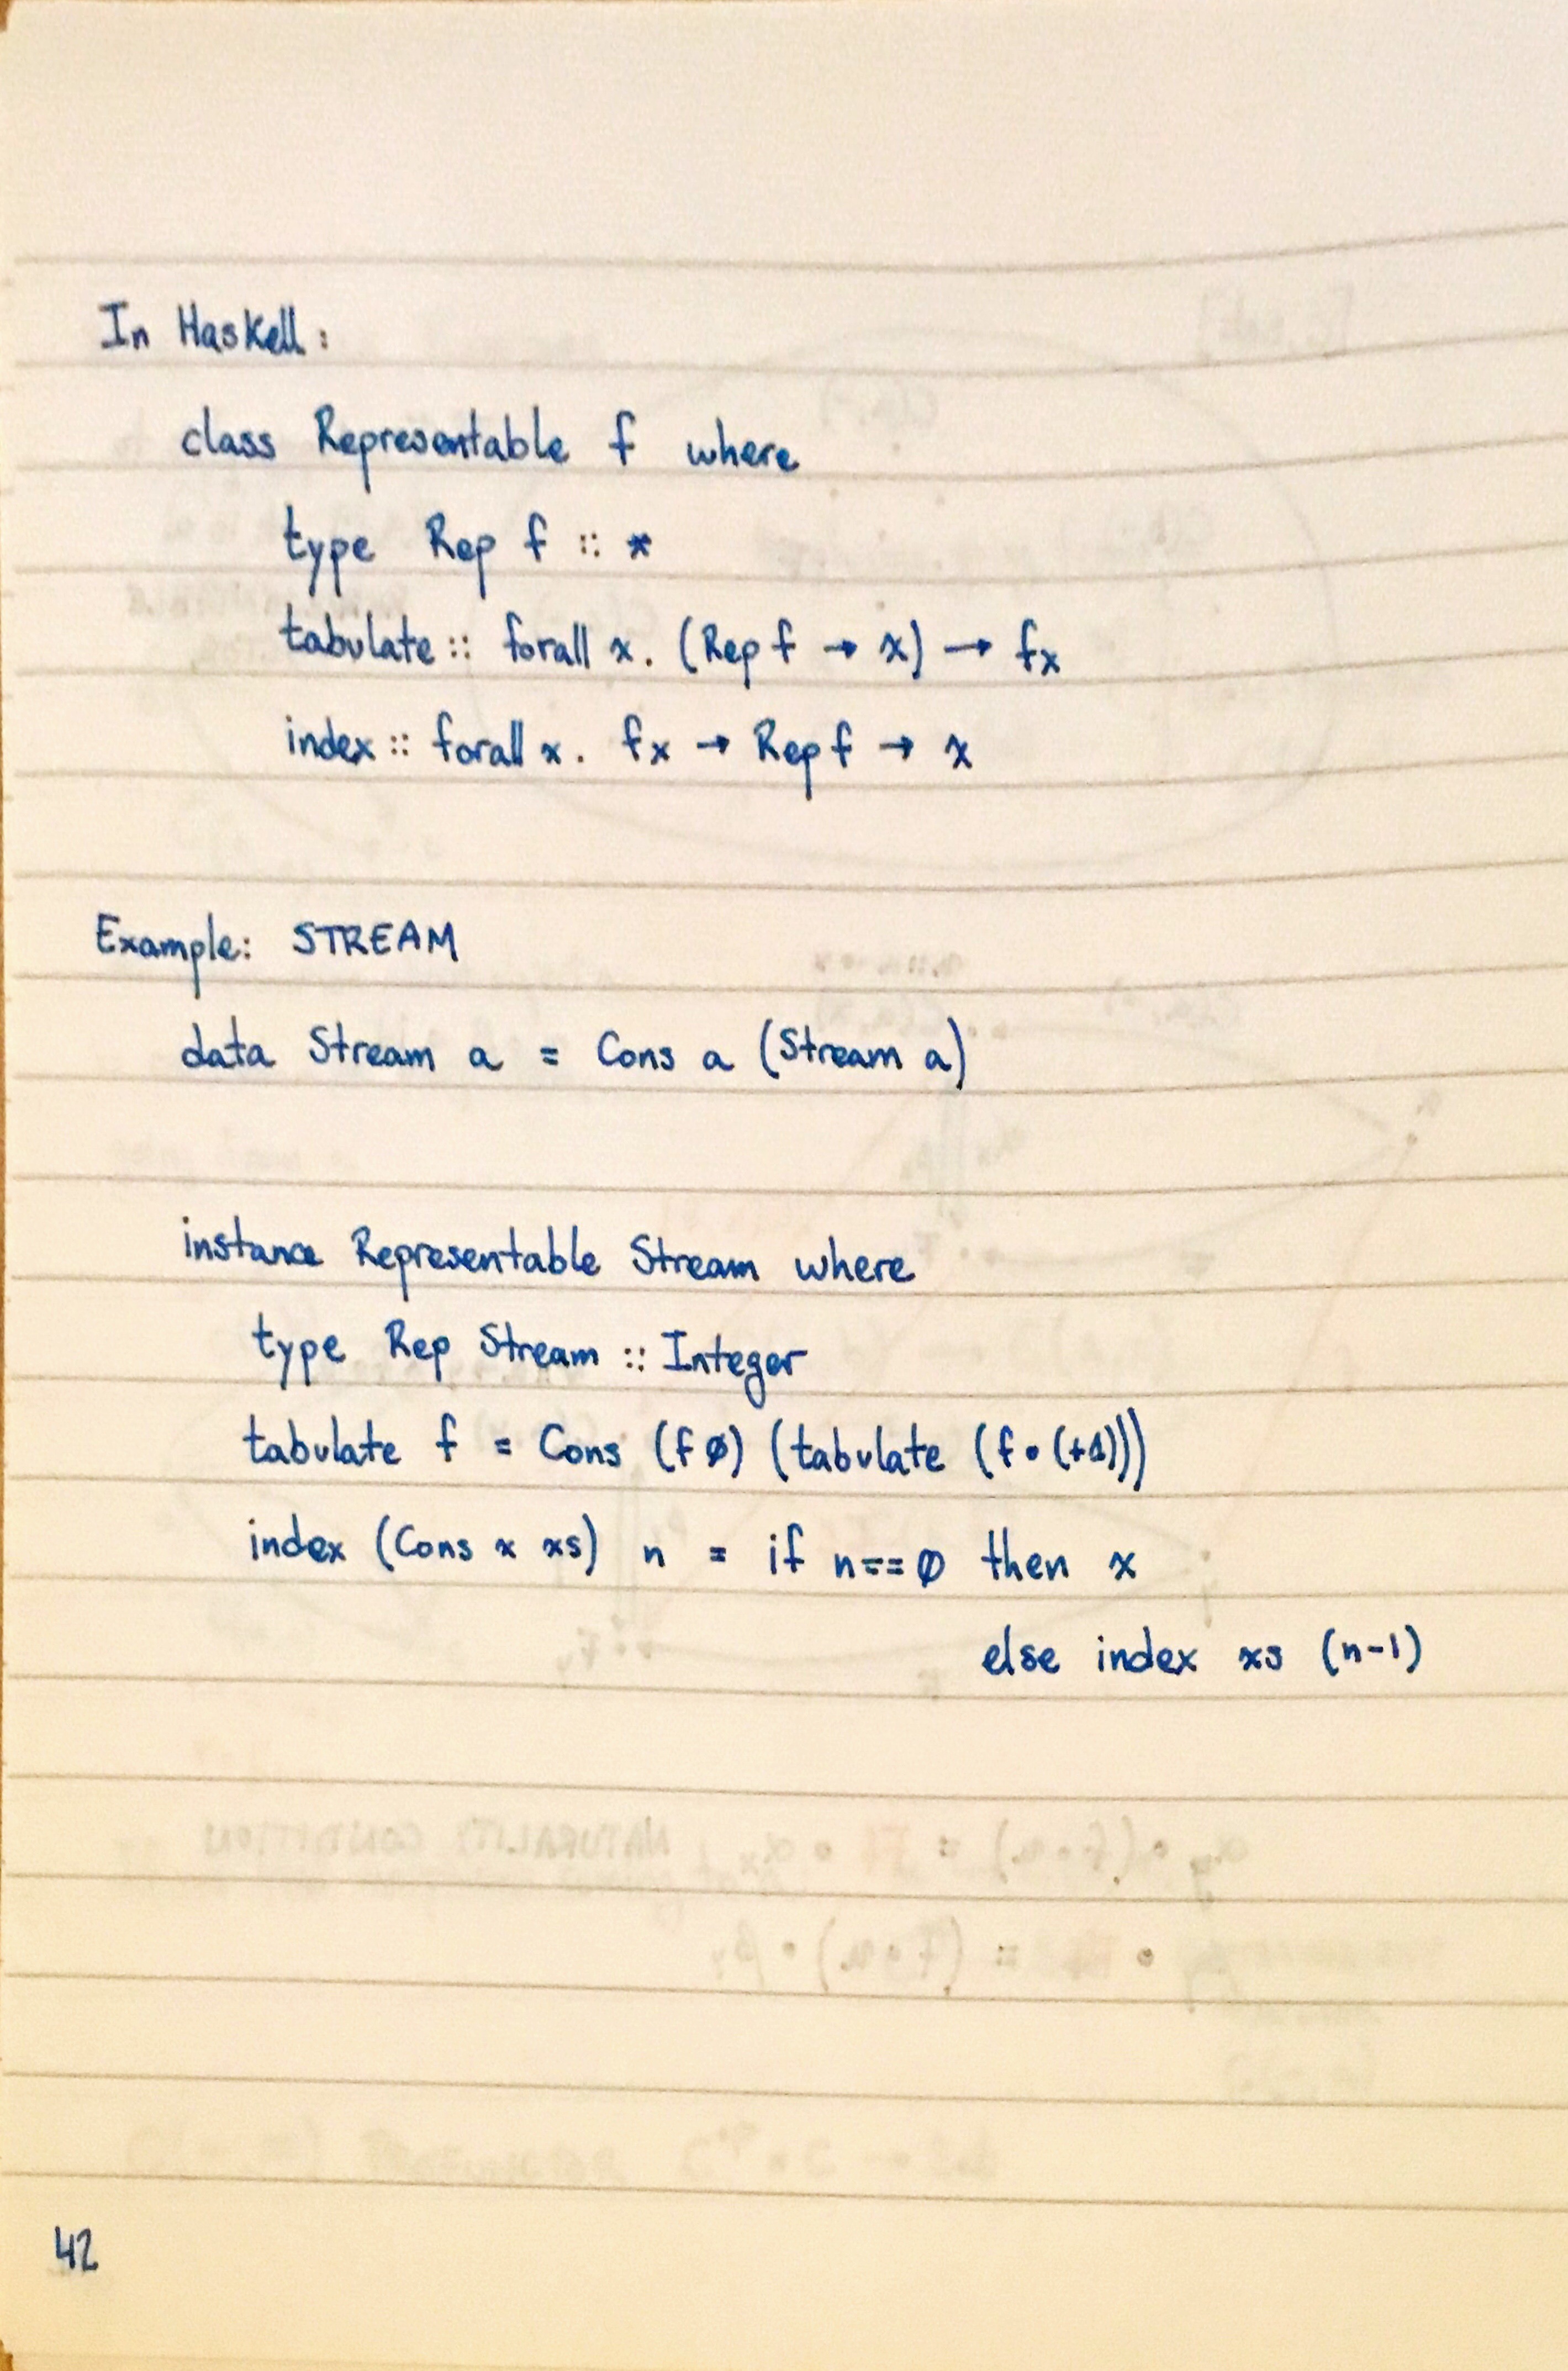 In Haskell:
class Representable f where
type Rep f :: *
tabulate :: forall x. (Rep f → x) → fx
index :: forall x. fx → Rep f → x
Example: STREAM
data Stream a = Cons a (Stream a)
instance Representable Stream where
type Rep Stream :: Integer
tabulate f = Cons (f ∅) (tabulate (f∘(+1)))
index (Cons x xs) n = if n==∅ then x
else index xs (n-1)
42